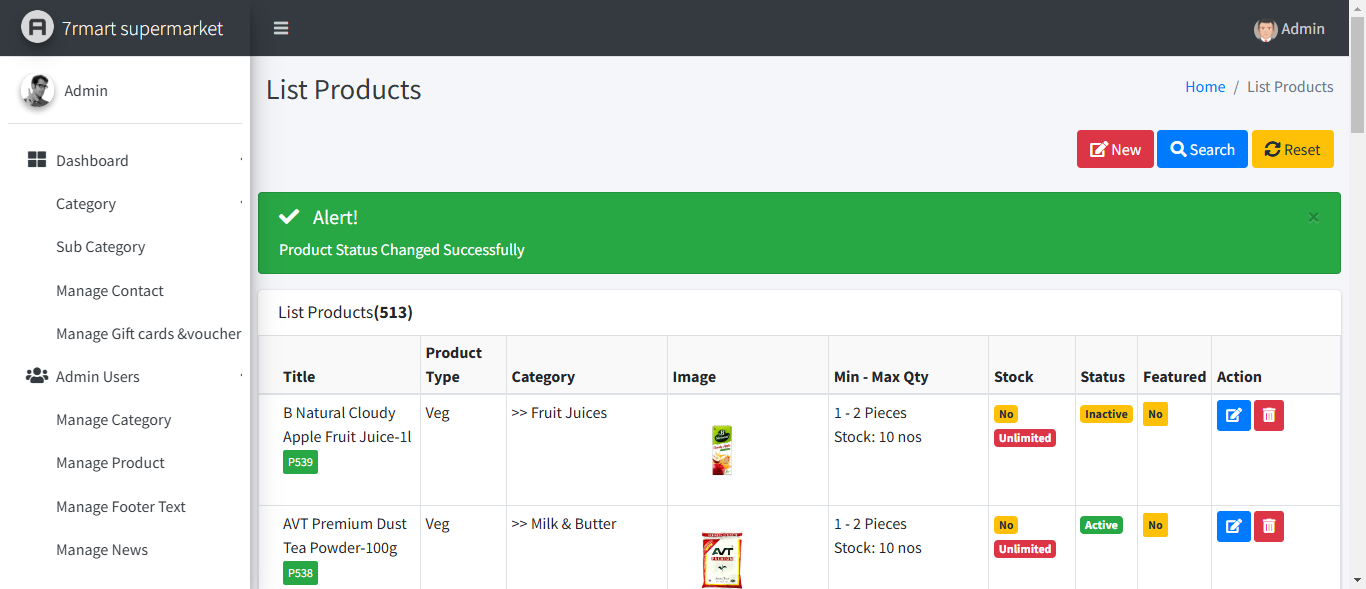 7rmart supermarket
Admin
Admin
List Products
Home / List Products
New Search Reset
Dashboard
Category
Sub Category
Manage Contact
Manage Gift cards &voucher
Admin Users
Manage Category
Manage Product
Manage Footer Text
Manage News
Alert!
×
Product Status Changed Successfully
List Products(513)
Title Product Type Category Image Min - Max Qty Stock Status Featured Action
B Natural Cloudy
Apple Fruit Juice-1l
P539
Veg
>> Fruit Juices
1 - 2 Pieces
Stock: 10 nos
No
Unlimited
Inactive
No
AVT Premium Dust
Tea Powder-100g
P538
Veg
>> Milk & Butter
AVT
1 - 2 Pieces
Stock: 10 nos
No
Unlimited
Active
No